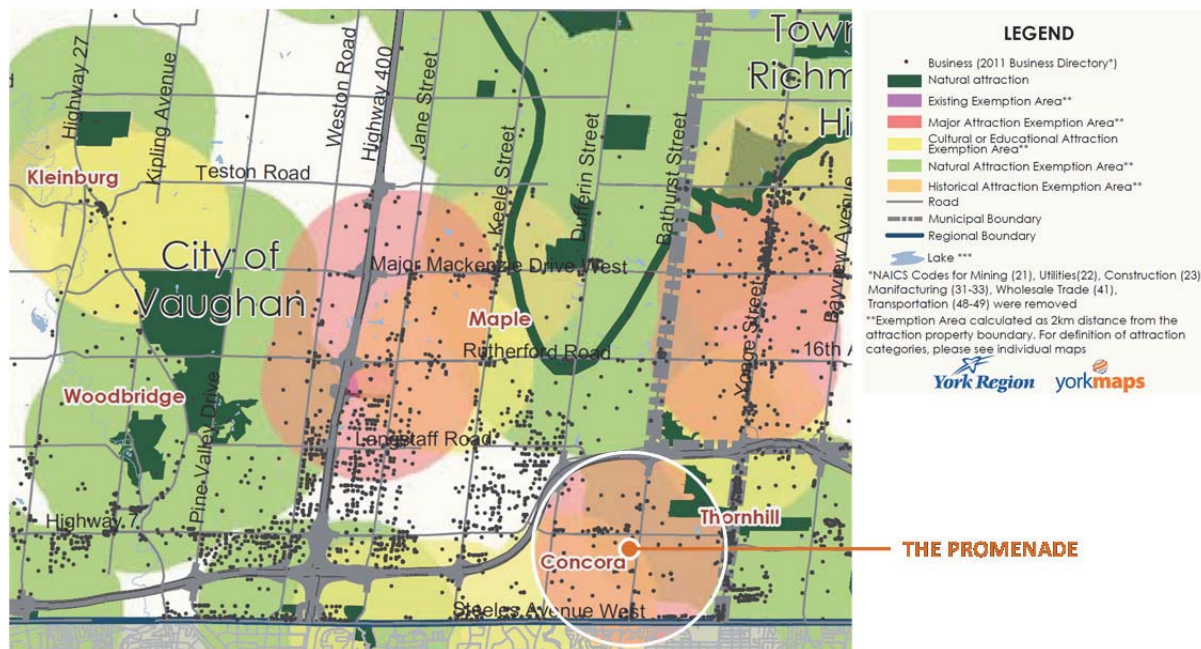 Town
Richm
Hi
Highway 27
Kipling Avenue
Weston Road
Highway 400
Jane Street
Keele Street
Dufferin Street
Bathurst Street
Yonge Street
Bayview Avenue
Kleinburg
Teston Road
City of
Vaughan
Major Mackenzie Drive West
Maple
Rutherford Road
16th A
Woodbridge
Pine Valley Drive
Langstaff Road
Highway 7
Thornhill
Concord
Steeles Avenue West
THE PROMENADE
LEGEND
Business (2011 Business Directory*)
Natural attraction
Existing Exemption Area**
Major Attraction Exemption Area**
Cultural or Educational Attraction
Exemption Area**
Natural Attraction Exemption Area**
Historical Attraction Exemption Area**
Road
Municipal Boundary
Regional Boundary
Lake ***
*NAICS Codes for Mining (21), Utilities(22), Construction (23)
Manifacturing (31-33), Wholesale Trade (41),
Transportation (48-49) were removed
**Exemption Area calculated as 2km distance from the
attraction property boundary. For definition of attraction
categories, please see individual maps
York Region
yorkmaps